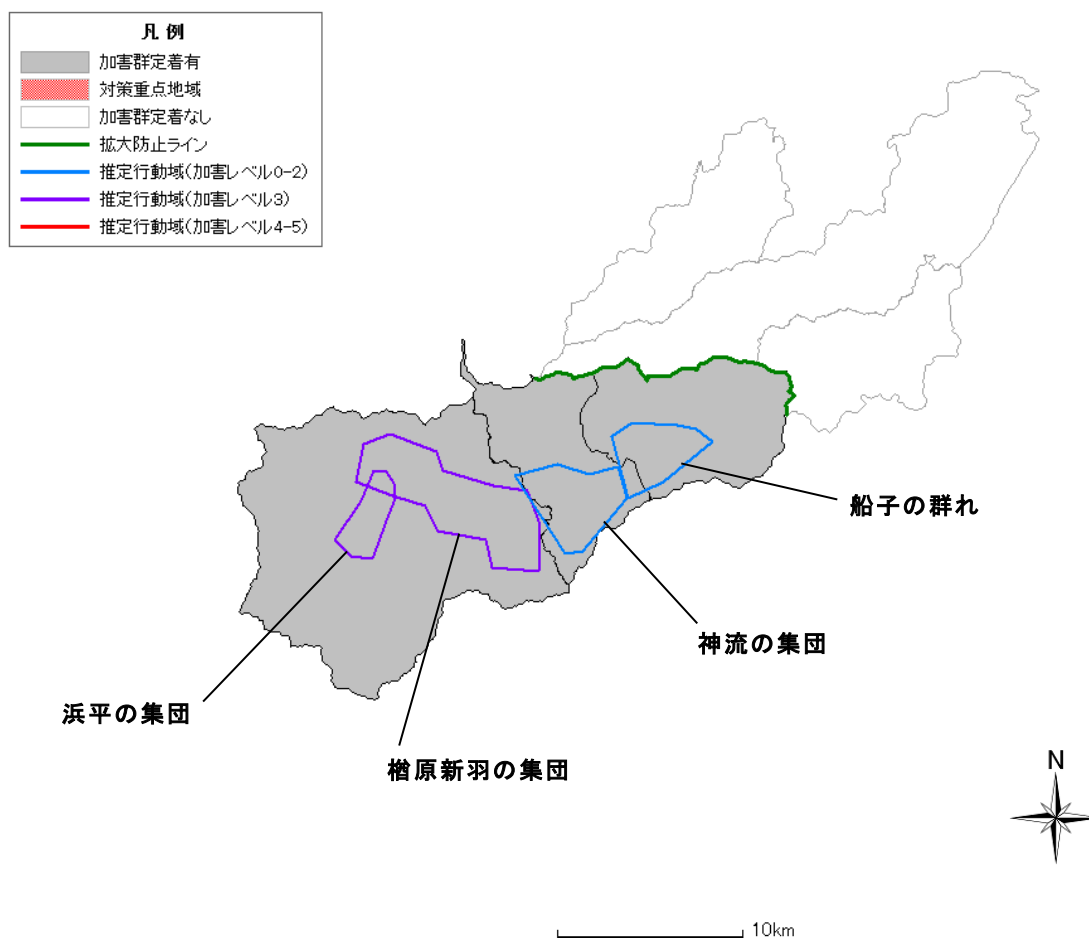 凡 例
加害群定着有
対策重点地域
加害群定着なし
拡大防止ライン
推定行動域(加害レベル0-2)
推定行動域(加害レベル3)
推定行動域(加害レベル4-5)
船子の群れ
神流の集団
浜平の集団
楢原新羽の集団
N
10km